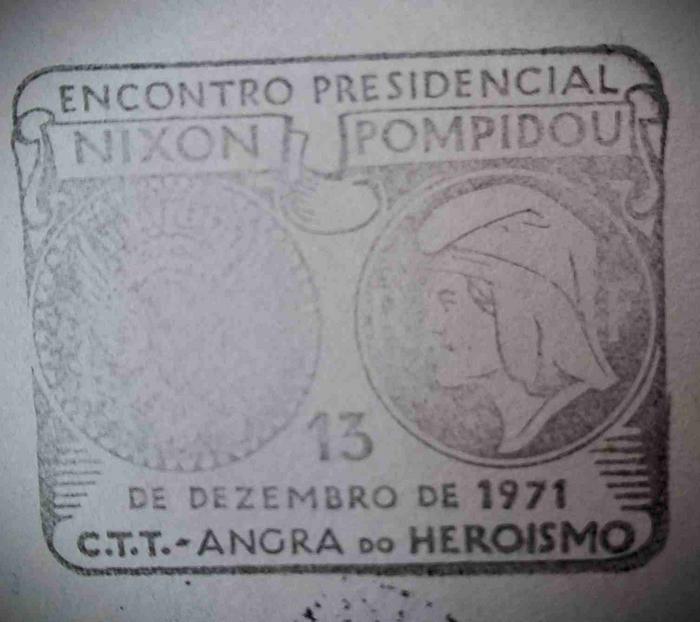 ENCONTRO PRESIDENCIAL
NIXON POMPIDOU
13
DE DEZEMBRO DE 1971
C.T.T.-ANGRA DO HEROISMO